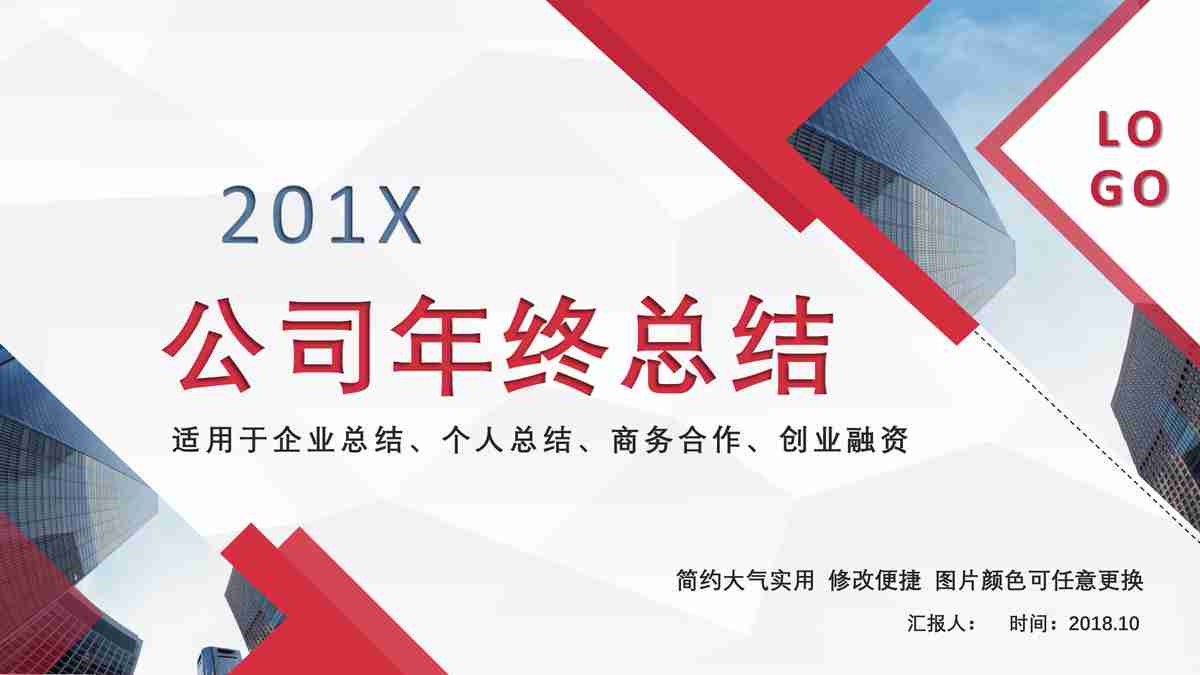 LO
GO
201X
公司年终总结
适用于企业总结、个人总结、商务合作、创业融资
简约大气实用 修改便捷 图片颜色可任意更换
汇报人： 时间：2018.10